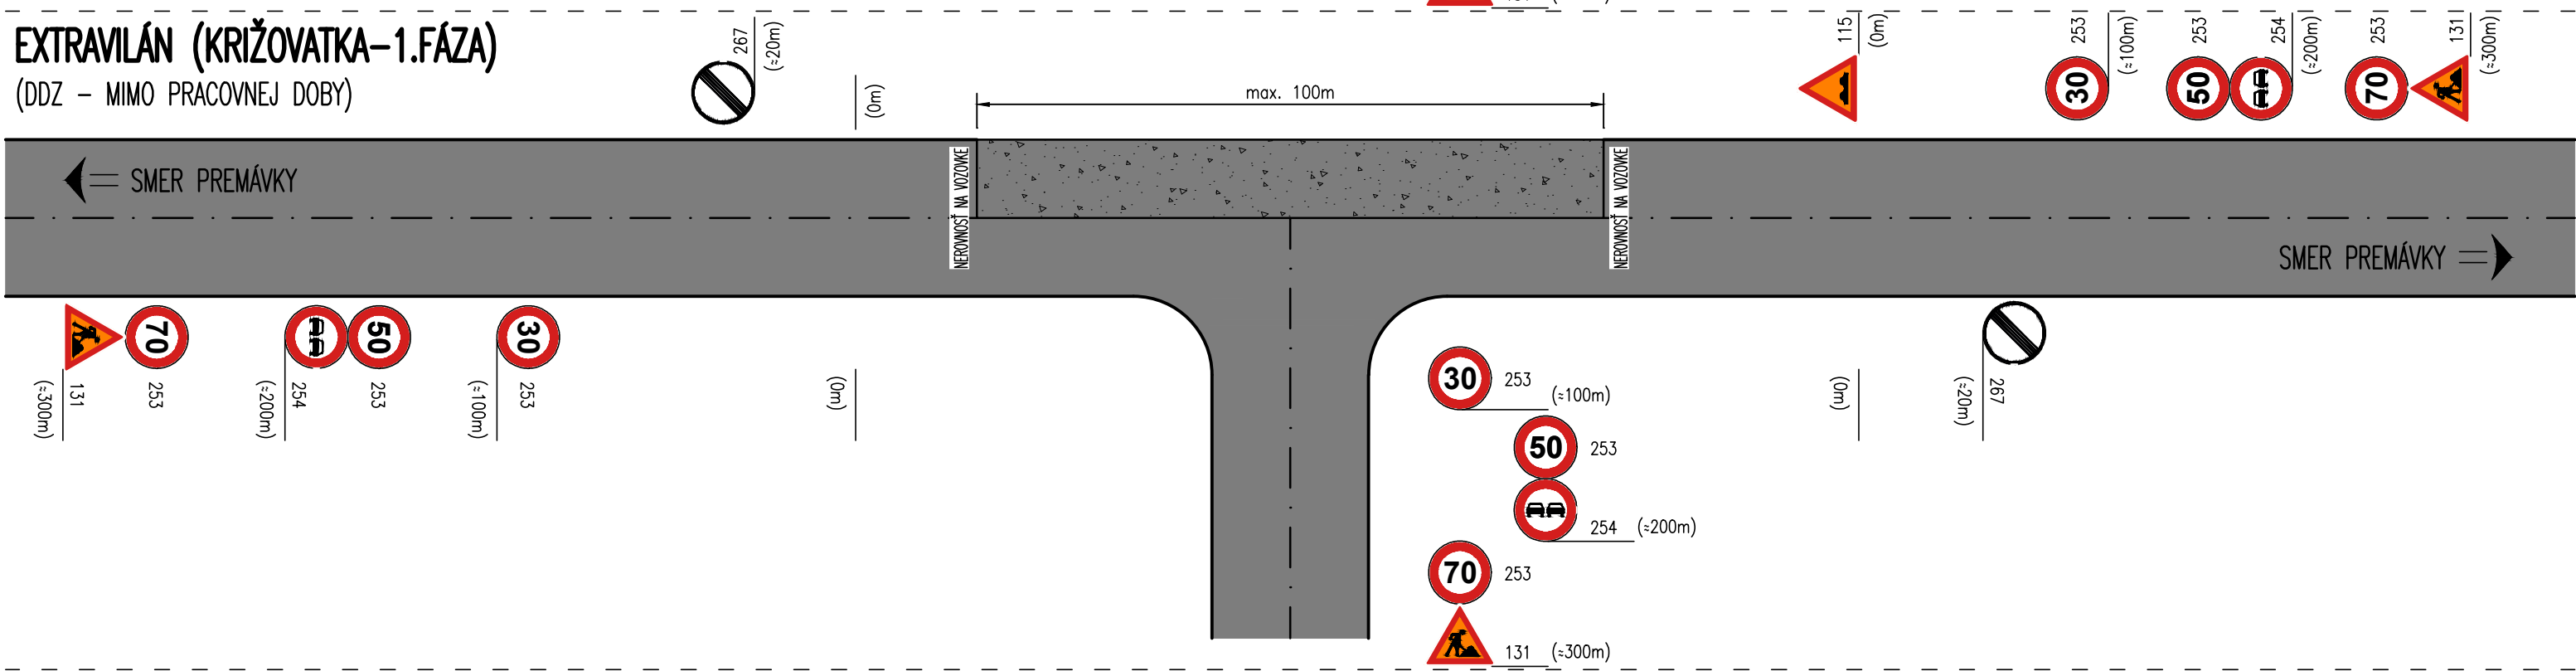 EXTRAVILÁN (KRIŽOVATKA-1.FÁZA)
(DDZ - MIMO PRACOVNEJ DOBY)
267
(≈20m)
(0m)
max. 100m
115
(0m)
253
(≈100m)
253
254
(≈200m)
253
131
(≈300m)
30
50
70
SMER PREMÁVKY
NEROVNOSŤ NA VOZOVKE
NEROVNOSŤ NA VOZOVKE
SMER PREMÁVKY
70
50
30
(≈300m)
131
253
(≈200m)
254
253
(≈100m)
253
(0m)
(0m)
(≈20m)
267
30 253
(≈100m)
50 253
254 (≈200m)
70 253
131 (≈300m)